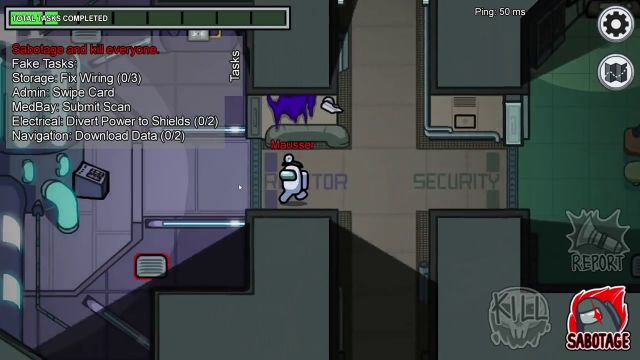 TOTAL TASKS COMPLETED
Ping: 50 ms
Sabotage and kill everyone.
Fake Tasks:
Storage: Fix Wiring (0/3)
Admin: Swipe Card
MedBay: Submit Scan
Electrical: Divert Power to Shields (0/2)
Navigation: Download Data (0/2)
Tasks
Mausser
REACTOR
SECURITY
REPORT
KILL
SABOTAGE